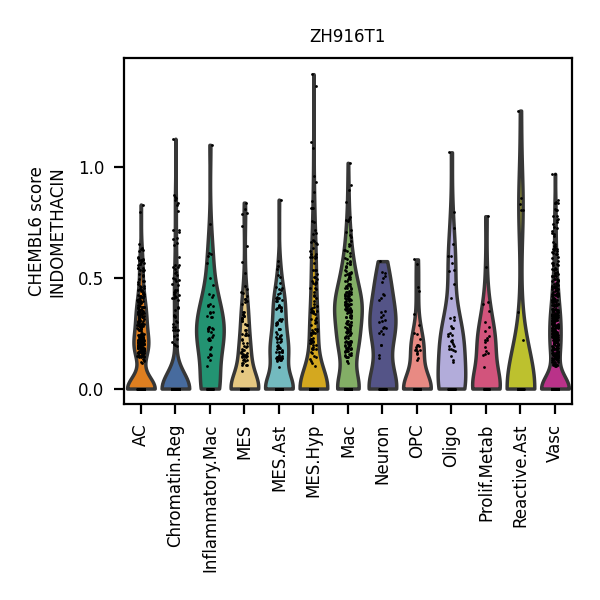 ZH916T1
CHEMBL6 score
INDOMETHACIN
1.0
0.5
0.0
AC
Chromatin.Reg
Inflammatory.Mac
MES
MES.Ast
MES.Hyp
Mac
Neuron
OPC
Oligo
Prolif.Metab
Reactive.Ast
Vasc